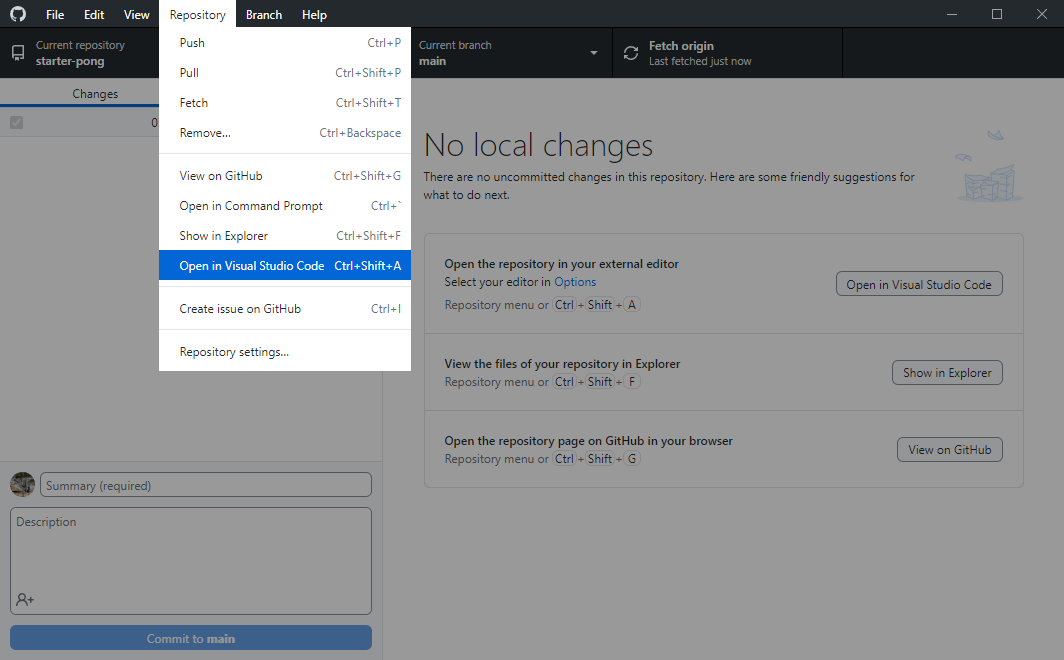 File Edit View Repository Branch Help
Current repository
starter-pong
Current branch
main
Fetch origin
Last fetched just now
Changes
0
Push Ctrl+P
Pull Ctrl+Shift+P
Fetch Ctrl+Shift+T
Remove... Ctrl+Backspace
View on GitHub Ctrl+Shift+G
Open in Command Prompt Ctrl+`
Show in Explorer Ctrl+Shift+F
Open in Visual Studio Code Ctrl+Shift+A
Create issue on GitHub Ctrl+I
Repository settings...
No local changes
There are no uncommitted changes in this repository. Here are some friendly suggestions for
what to do next.
Open the repository in your external editor
Select your editor in Options
Repository menu or Ctrl + Shift + A
Open in Visual Studio Code
View the files of your repository in Explorer
Repository menu or Ctrl + Shift + F
Show in Explorer
Open the repository page on GitHub in your browser
Repository menu or Ctrl + Shift + G
View on GitHub
Summary (required)
Description
Commit to main